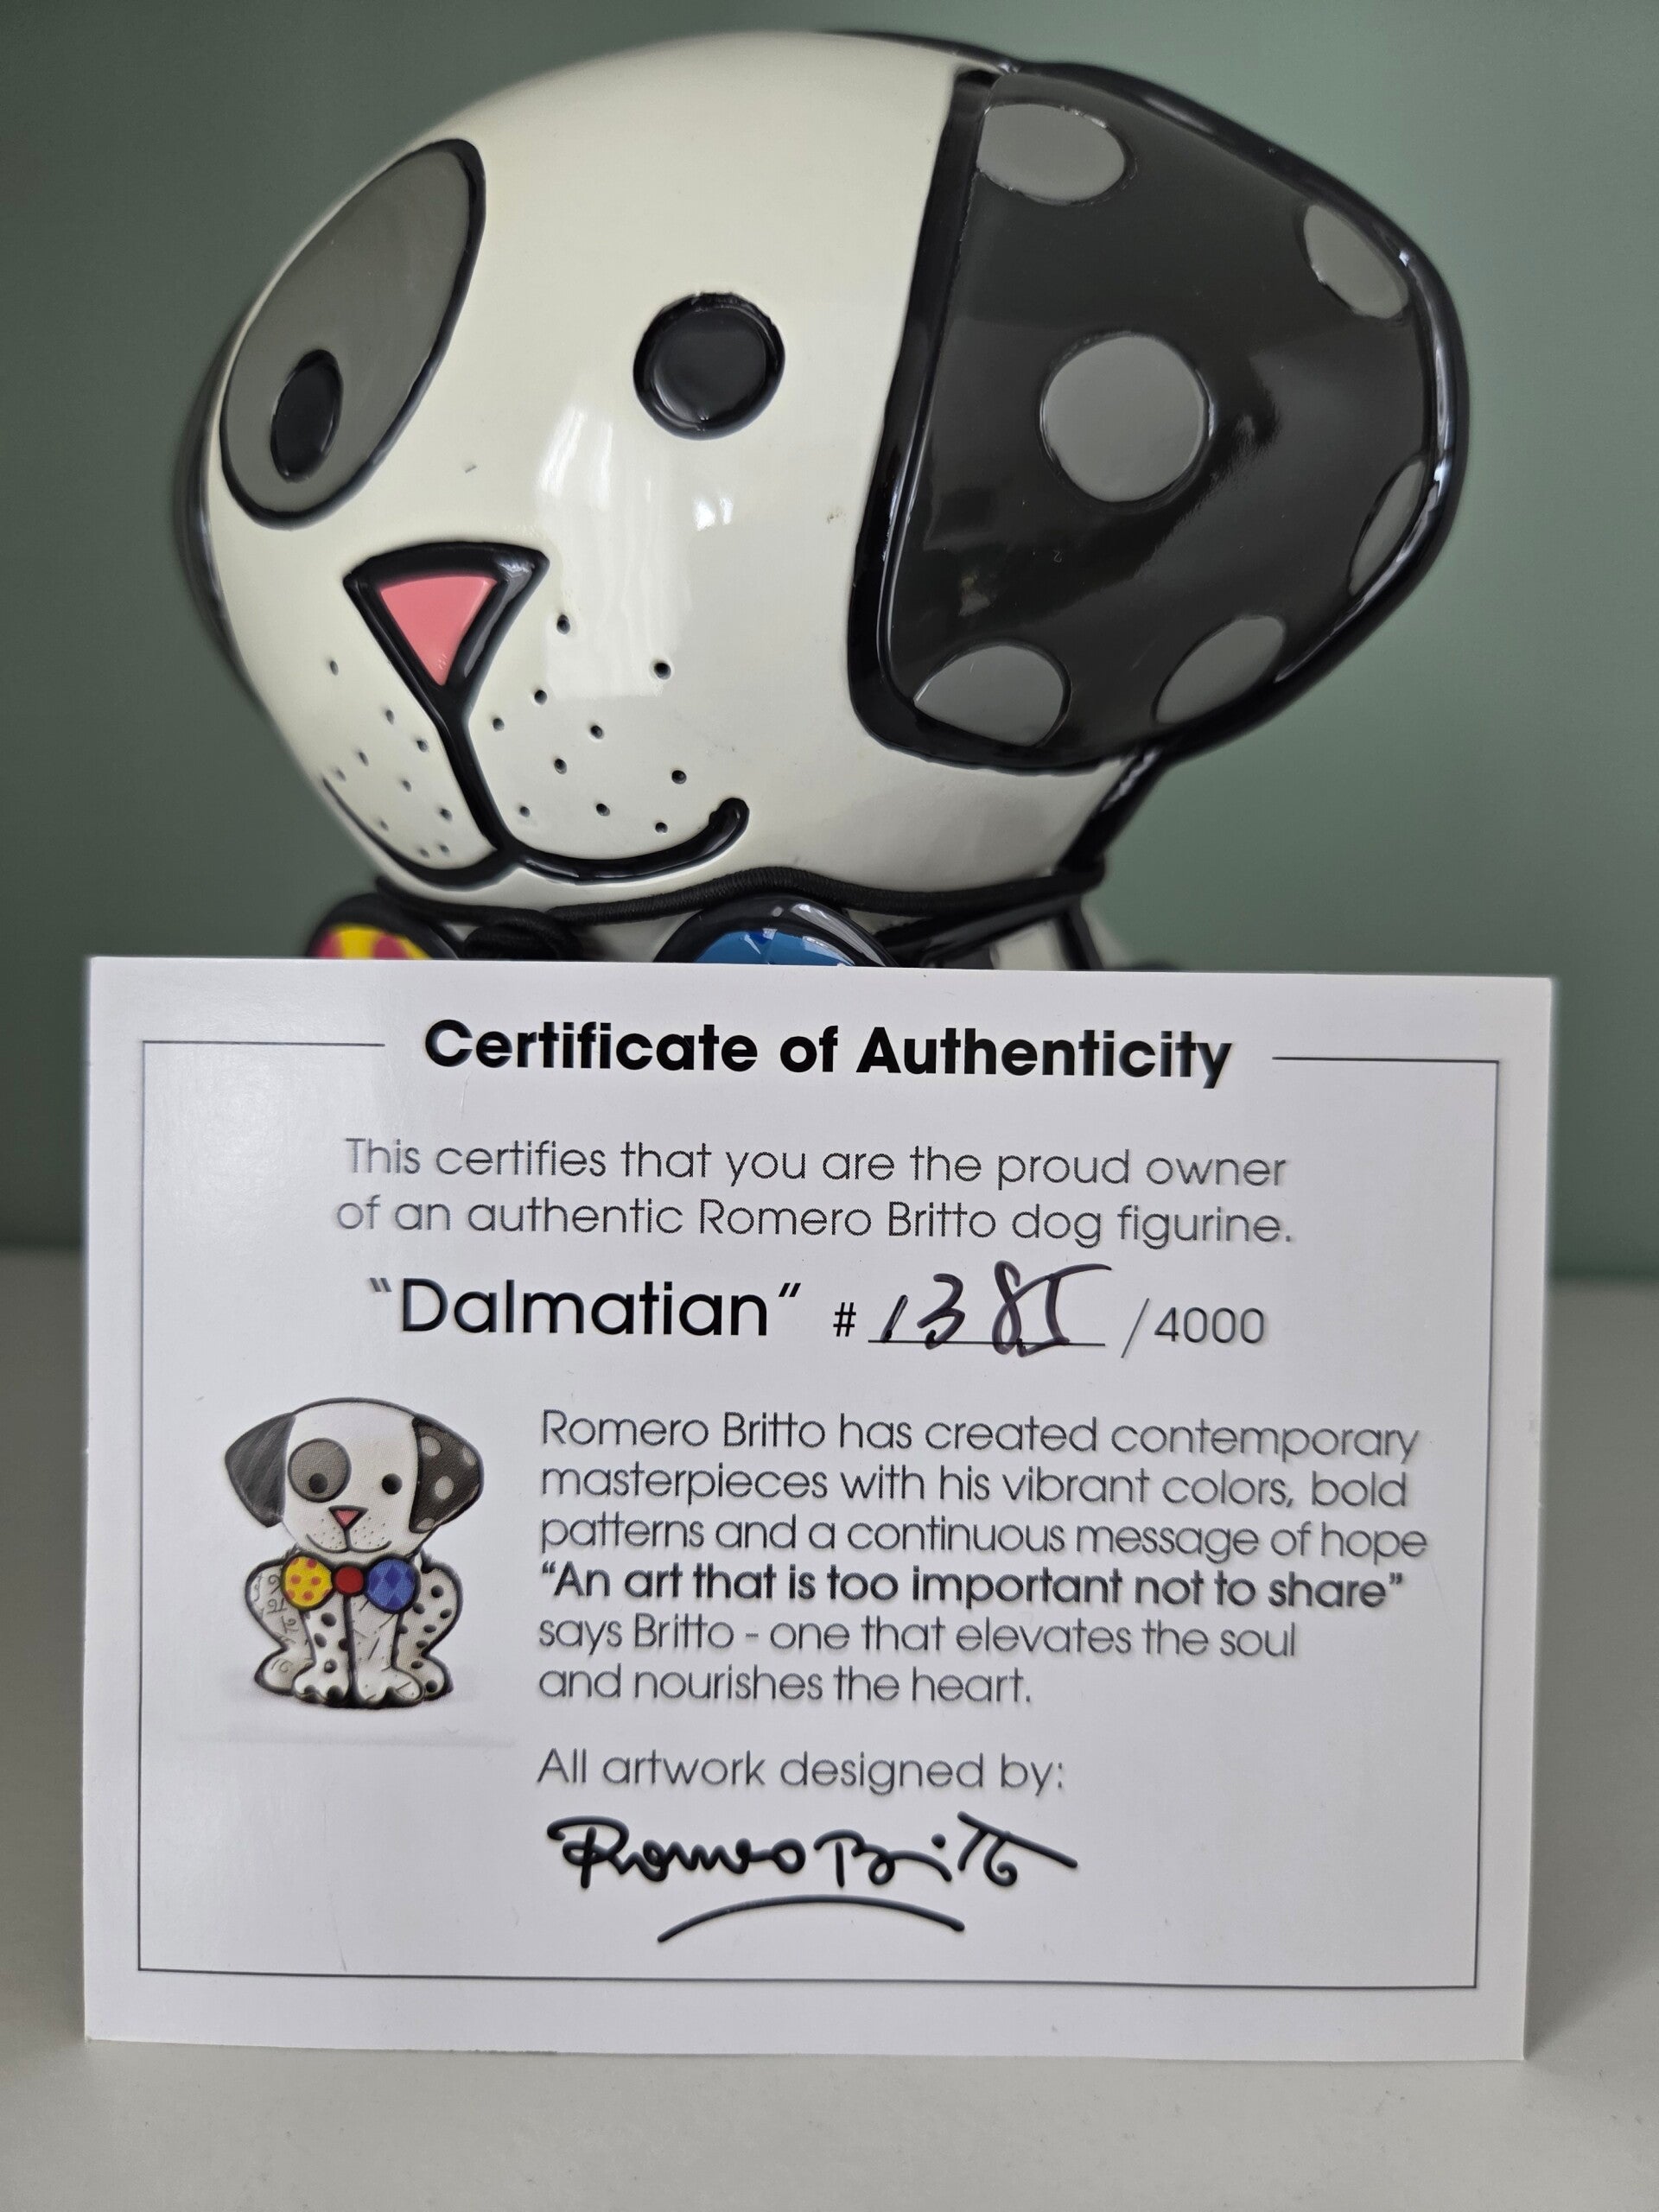 Certificate of Authenticity
This certifies that you are the proud owner
of an authentic Romero Britto dog figurine.
"Dalmatian" # 1385 /4000
Romero Britto has created contemporary
masterpieces with his vibrant colors, bold
patterns and a continuous message of hope
"An art that is too important not to share"
says Britto - one that elevates the soul
and nourishes the heart.
All artwork designed by:
Romero Britto